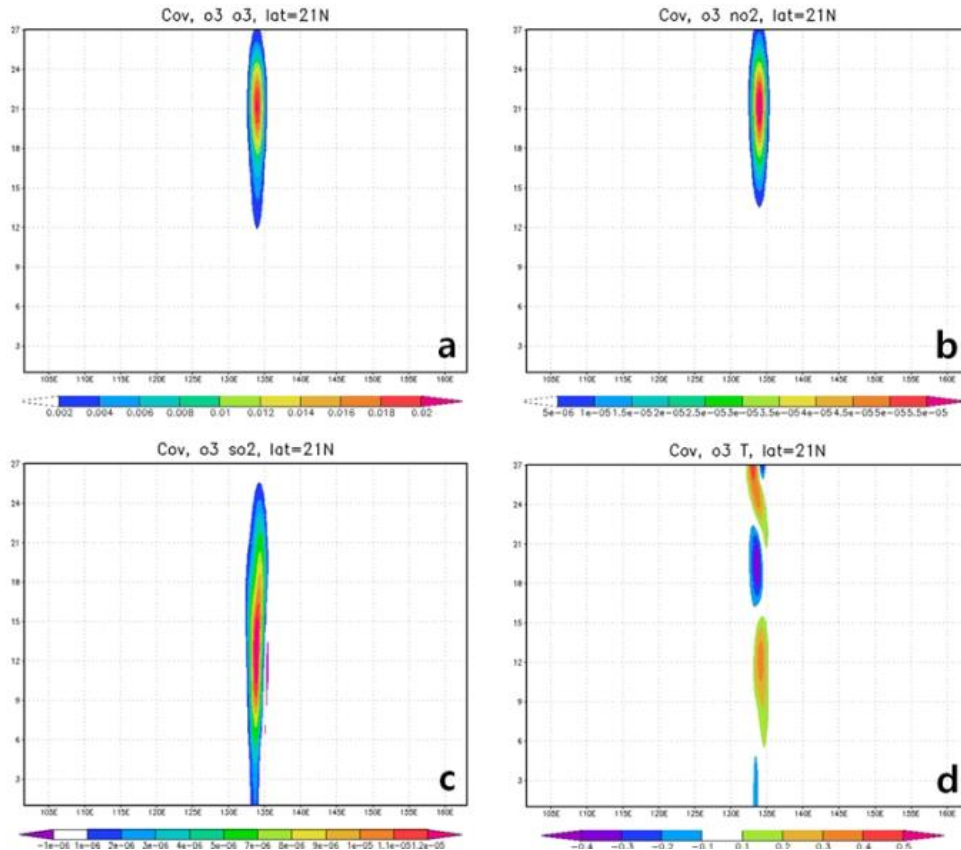 Cov, o3 o3, lat=21N
27
24
21
18
15
12
9
6
3
a
105E 110E 115E 120E 125E 130E 135E 140E 145E 150E 155E 160E
0.002 0.004 0.006 0.008 0.01 0.012 0.014 0.016 0.018 0.02
Cov, o3 no2, lat=21N
27
24
21
18
15
12
9
6
3
b
105E 110E 115E 120E 125E 130E 135E 140E 145E 150E 155E 160E
5e-06 1e-05 1.5e-05 2e-05 2.5e-05 3e-05 3.5e-05 4e-05 4.5e-05 5e-05 5.5e-05
Cov, o3 so2, lat=21N
27
24
21
18
15
12
9
6
3
c
105E 110E 115E 120E 125E 130E 135E 140E 145E 150E 155E 160E
-1e-06 1e-06 2e-06 3e-06 4e-06 6e-06 7e-06 8e-06 9e-06 1e-05 1.1e-05 1.2e-05
Cov, o3 T, lat=21N
27
24
21
18
15
12
9
6
3
d
105E 110E 115E 120E 125E 130E 135E 140E 145E 150E 155E 160E
-0.4 -0.3 -0.2 -0.1 0.1 0.2 0.3 0.4 0.5